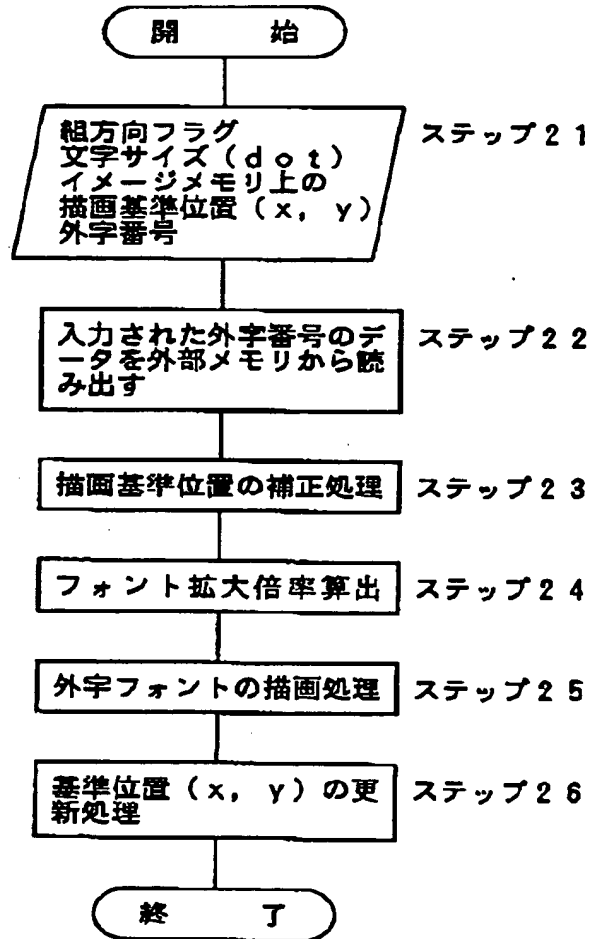 開　始
組方向フラグ
文字サイズ（ｄｏｔ）
イメージメモリ上の
描画基準位置（ｘ，ｙ）
外字番号
ステップ２１
入力された外字番号のデ
ータを外部メモリから読
み出す
ステップ２２
描画基準位置の補正処理
ステップ２３
フォント拡大倍率算出
ステップ２４
外字フォントの描画処理
ステップ２５
基準位置（ｘ，ｙ）の更
新処理
ステップ２６
終　了